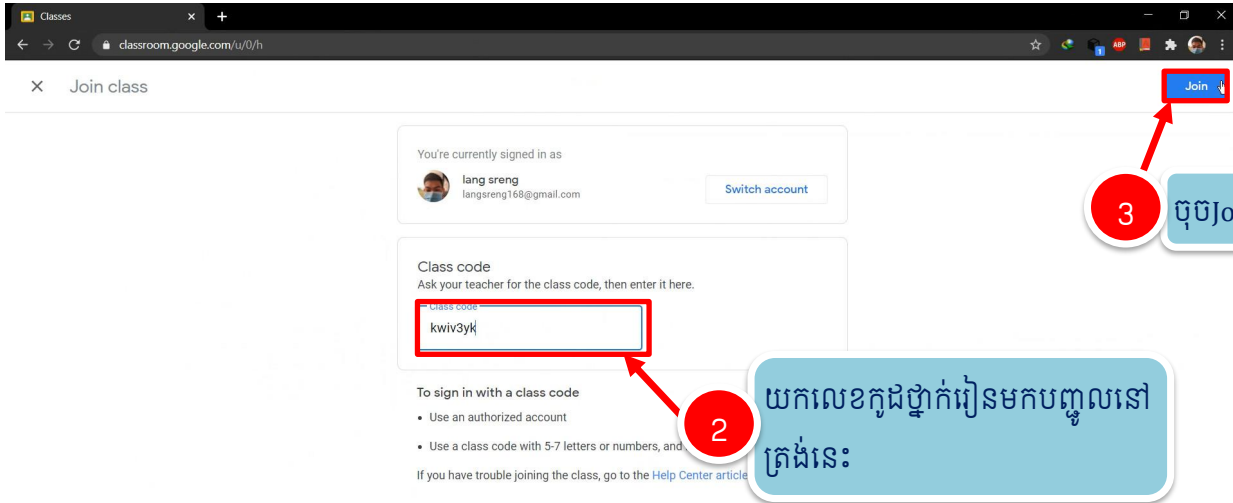 Classes
classroom.google.com/u/0/h
ABP
1
Join class
Join
You're currently signed in as
lang sreng
langsreng168@gmail.com
Switch account
3
ចុចJo
Class code
Ask your teacher for the class code, then enter it here.
Class code
kwiv3yk
To sign in with a class code
• Use an authorized account
• Use a class code with 5-7 letters or numbers, and
If you have trouble joining the class, go to the Help Center article
2
យកលេខកូដថ្នាក់រៀនមកបញ្ជូលនៅ
ត្រង់នេះ